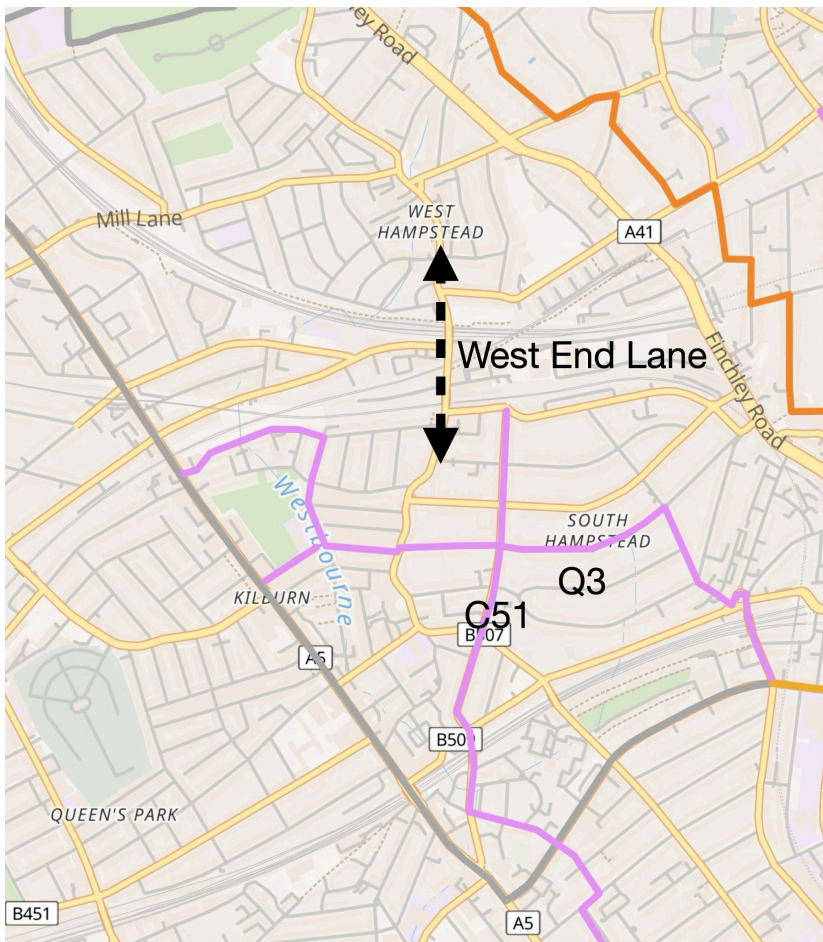 ley Road
Mill Lane
WEST
HAMPSTEAD
A41
West End Lane
Finchley Road
Westbourne
SOUTH
HAMPSTEAD
Q3
KILBURN
C51
B507
A5
B509
QUEEN'S PARK
B451
A5